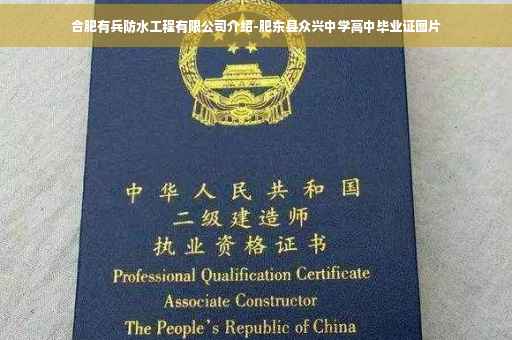 合肥有兵防水工程有限公司介绍-肥东县众兴中学高中毕业证图片
中华人民共和国
二级建造师
执业资格证书
Professional Qualification Certificate
Associate Constructor
The People's Republic of China